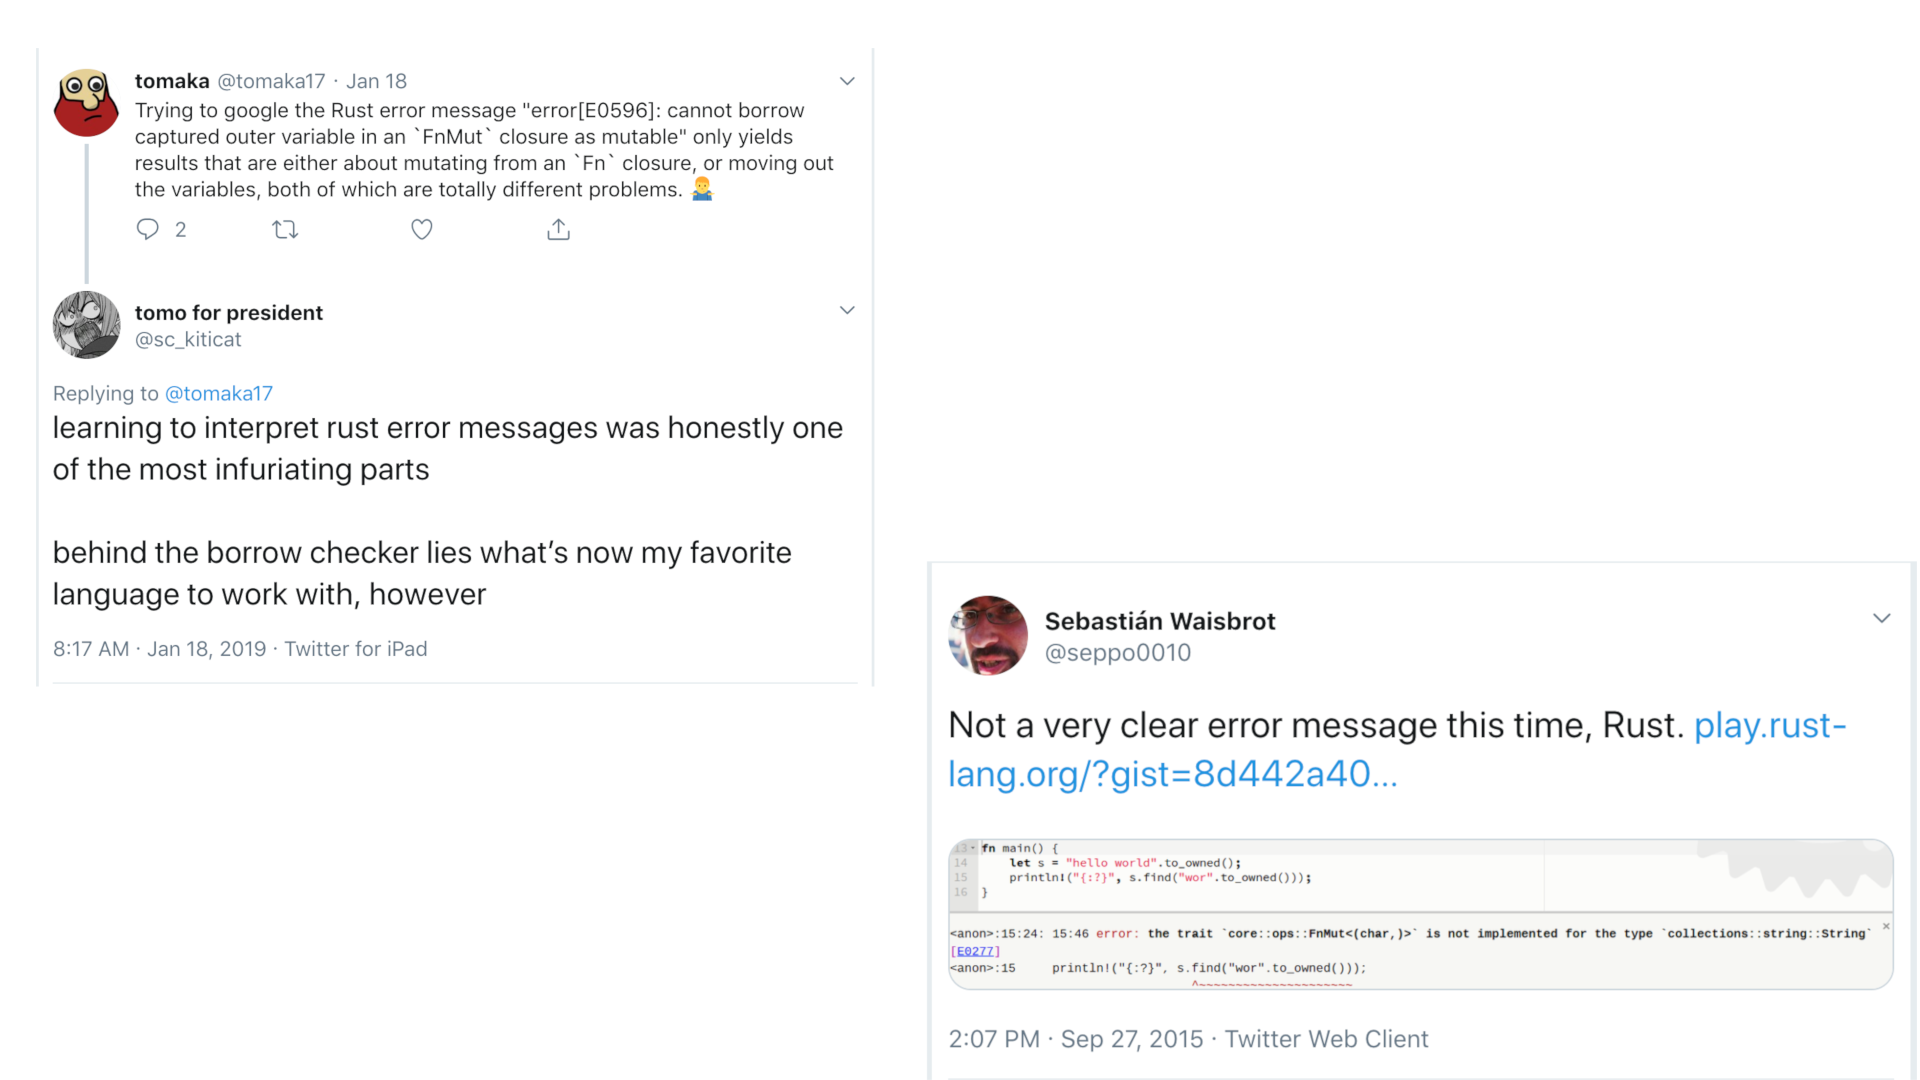 tomaka @tomaka17 · Jan 18
Trying to google the Rust error message "error[E0596]: cannot borrow
captured outer variable in an `FnMut` closure as mutable" only yields
results that are either about mutating from an `Fn` closure, or moving out
the variables, both of which are totally different problems. 🤷‍♂️
2
tomo for president
@sc_kiticat
Replying to @tomaka17
learning to interpret rust error messages was honestly one
of the most infuriating parts
behind the borrow checker lies what's now my favorite
language to work with, however
8:17 AM · Jan 18, 2019 · Twitter for iPad
Sebastián Waisbrot
@seppo0010
Not a very clear error message this time, Rust. play.rust-
lang.org/?gist=8d442a40...
13 fn main() {
14 let s = "hello world".to_owned();
15 println!("{:?}", s.find("wor".to_owned()));
16 }
<anon>:15:24: 15:46 error: the trait `core::ops::FnMut<(char,)>` is not implemented for the type `collections::string::String`
[E0277]
<anon>:15 println!("{:?}", s.find("wor".to_owned()));
^~~~~~~~~~~~~~~~~~~~~~
2:07 PM · Sep 27, 2015 · Twitter Web Client